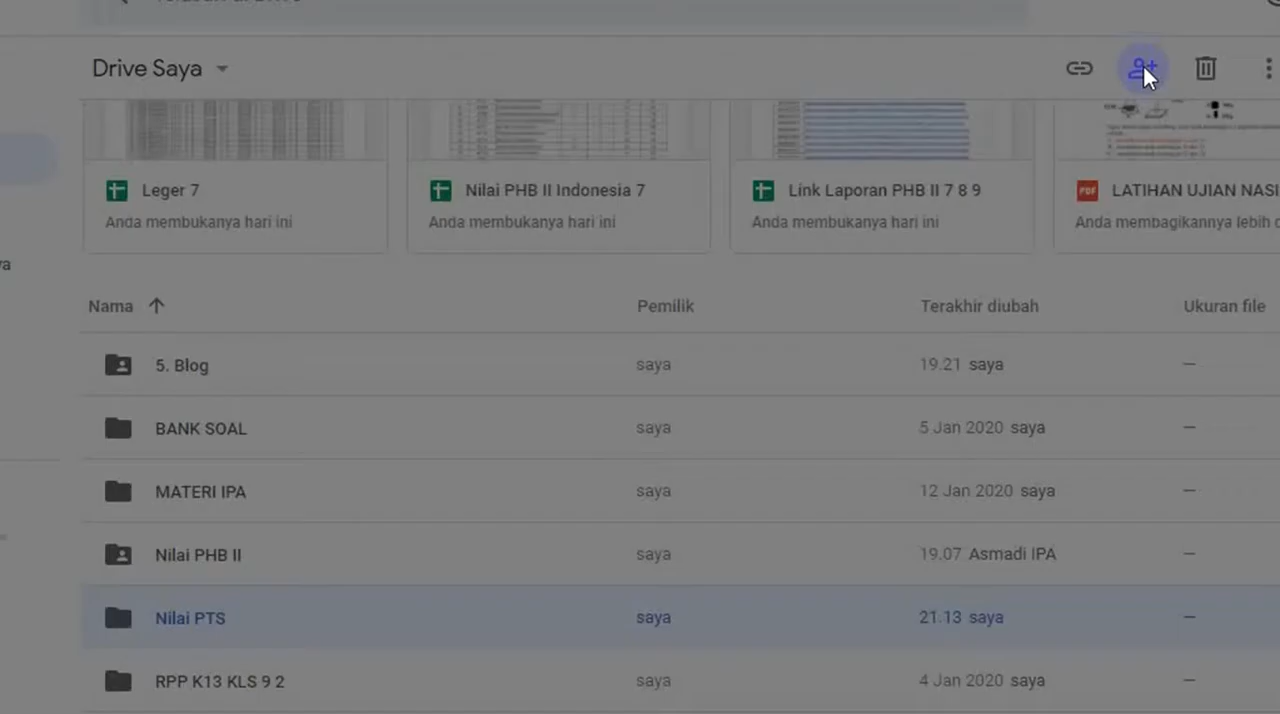 Drive Saya
Leger 7
Anda membukanya hari ini
Nilai PHB II Indonesia 7
Anda membukanya hari ini
Link Laporan PHB II 7 8 9
Anda membukanya hari ini
PDF LATIHAN UJIAN NASI
Anda membagikannya lebih
ya
Nama Pemilik Terakhir diubah Ukuran file
5. Blog saya 19.21 saya —
BANK SOAL saya 5 Jan 2020 saya —
MATERI IPA saya 12 Jan 2020 saya —
Nilai PHB II saya 19.07 Asmadi IPA —
Nilai PTS saya 21.13 saya —
RPP K13 KLS 9 2 saya 4 Jan 2020 saya —